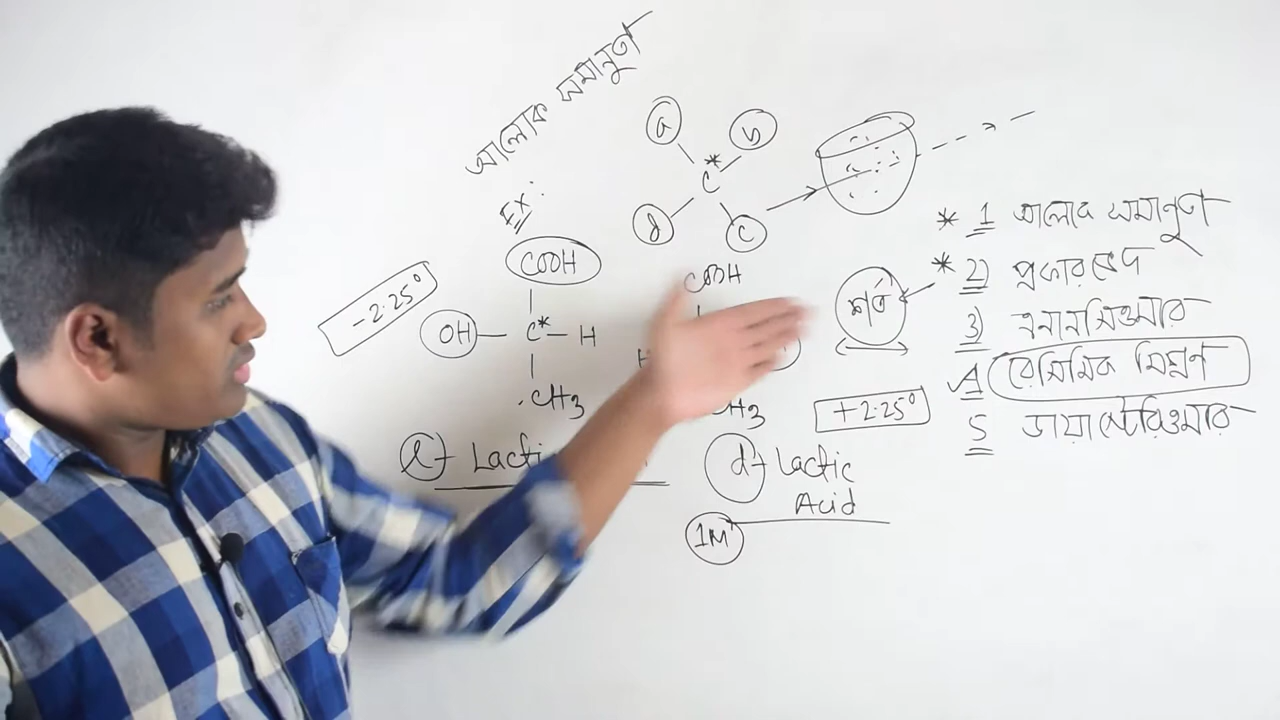 আলোক সমানুতা
EX:
a b
C*
d c
COOH
OH — C* — H
CH3
-2.25°
l- Lacti
COOH
H
CH3
+2.25°
d- Lactic
Acid
1M
শর্ত
* 1 আলোক সমানুতা
* 2) প্রকারভেদ
3) এনানসিওমার
4 রেসিমিক মিশ্রণ
5 ডায়াস্টেরিওমার